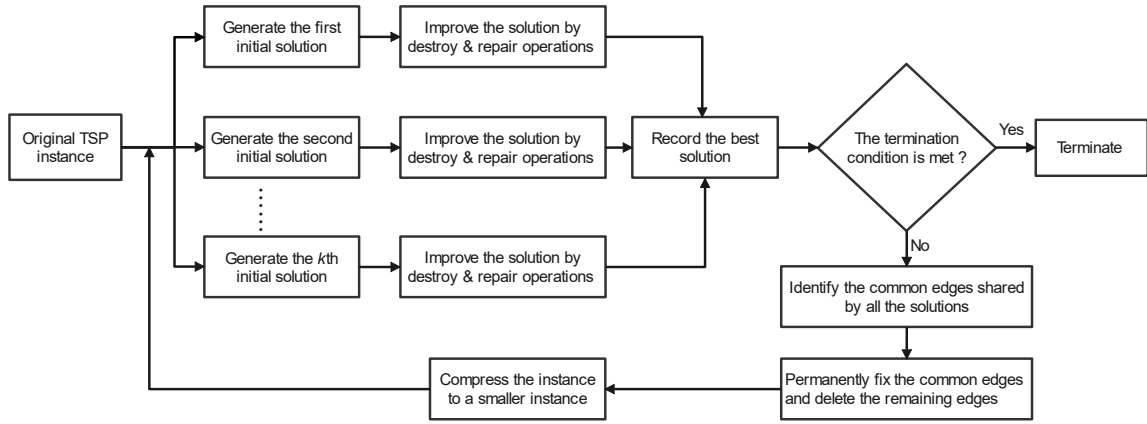 Original TSP
instance
Generate the first
initial solution
Improve the solution by
destroy & repair operations
Generate the second
initial solution
Improve the solution by
destroy & repair operations
Generate the kth
initial solution
Improve the solution by
destroy & repair operations
Record the best
solution
The termination
condition is met ?
Yes
Terminate
No
Identify the common edges shared
by all the solutions
Permanently fix the common edges
and delete the remaining edges
Compress the instance
to a smaller instance